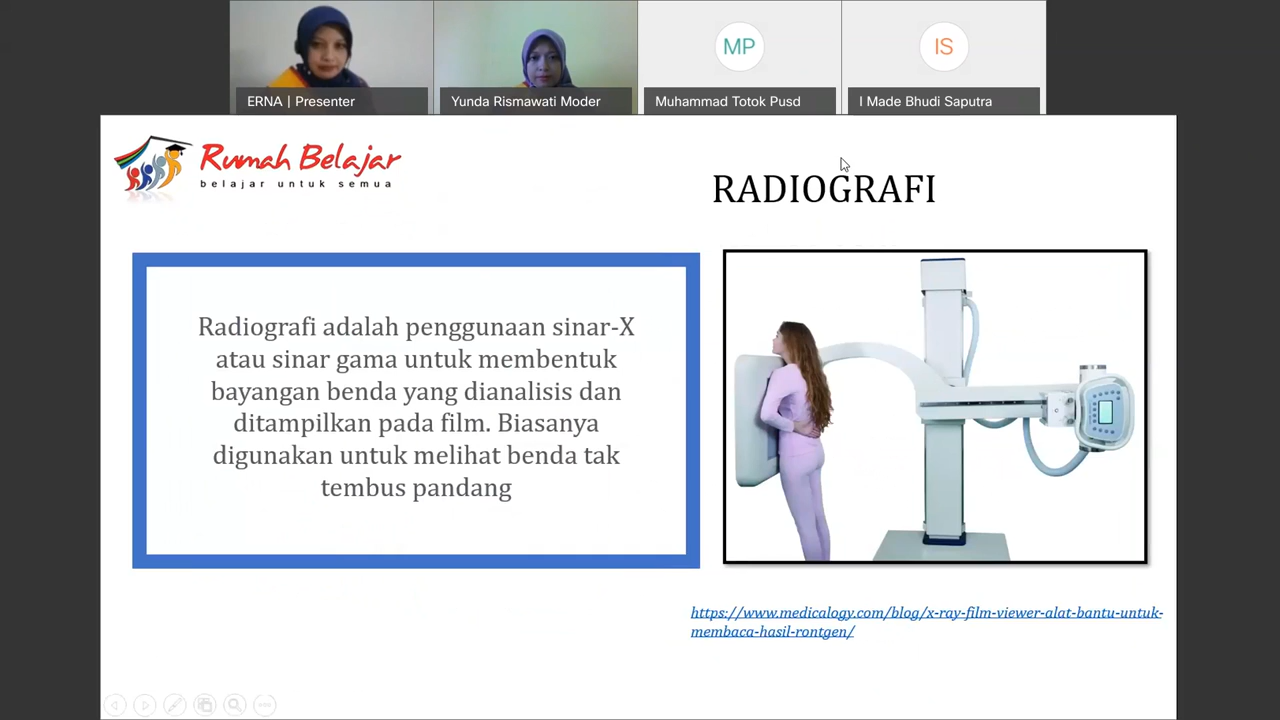 ERNA | Presenter
Yunda Rismawati Moder
MP
Muhammad Totok Pusd
IS
I Made Bhudi Saputra
Rumah Belajar
belajar untuk semua
RADIOGRAFI
Radiografi adalah penggunaan sinar-X
atau sinar gama untuk membentuk
bayangan benda yang dianalisis dan
ditampilkan pada film. Biasanya
digunakan untuk melihat benda tak
tembus pandang
https://www.medicalogy.com/blog/x-ray-film-viewer-alat-bantu-untuk-
membaca-hasil-rontgen/